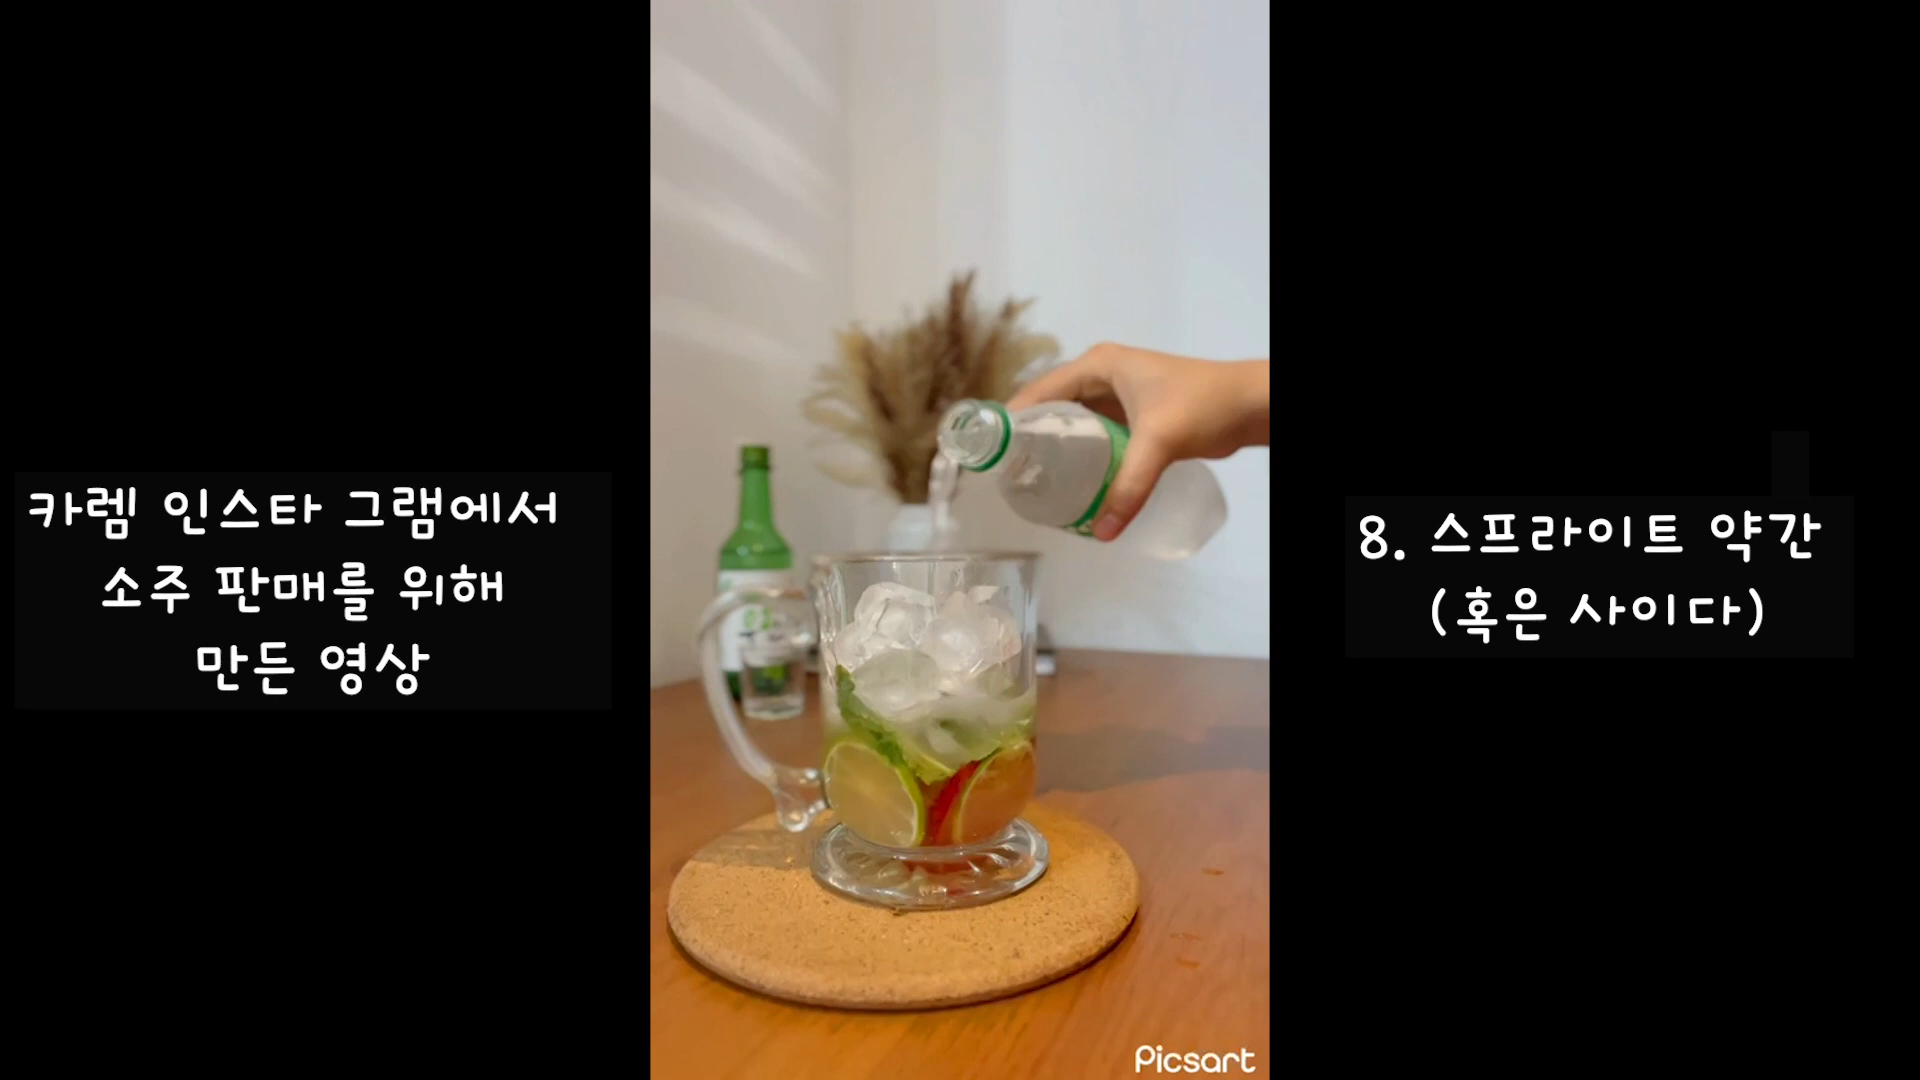 카렘 인스타 그램에서
소주 판매를 위해
만든 영상
8. 스프라이트 약간
(혹은 사이다)
Picsart